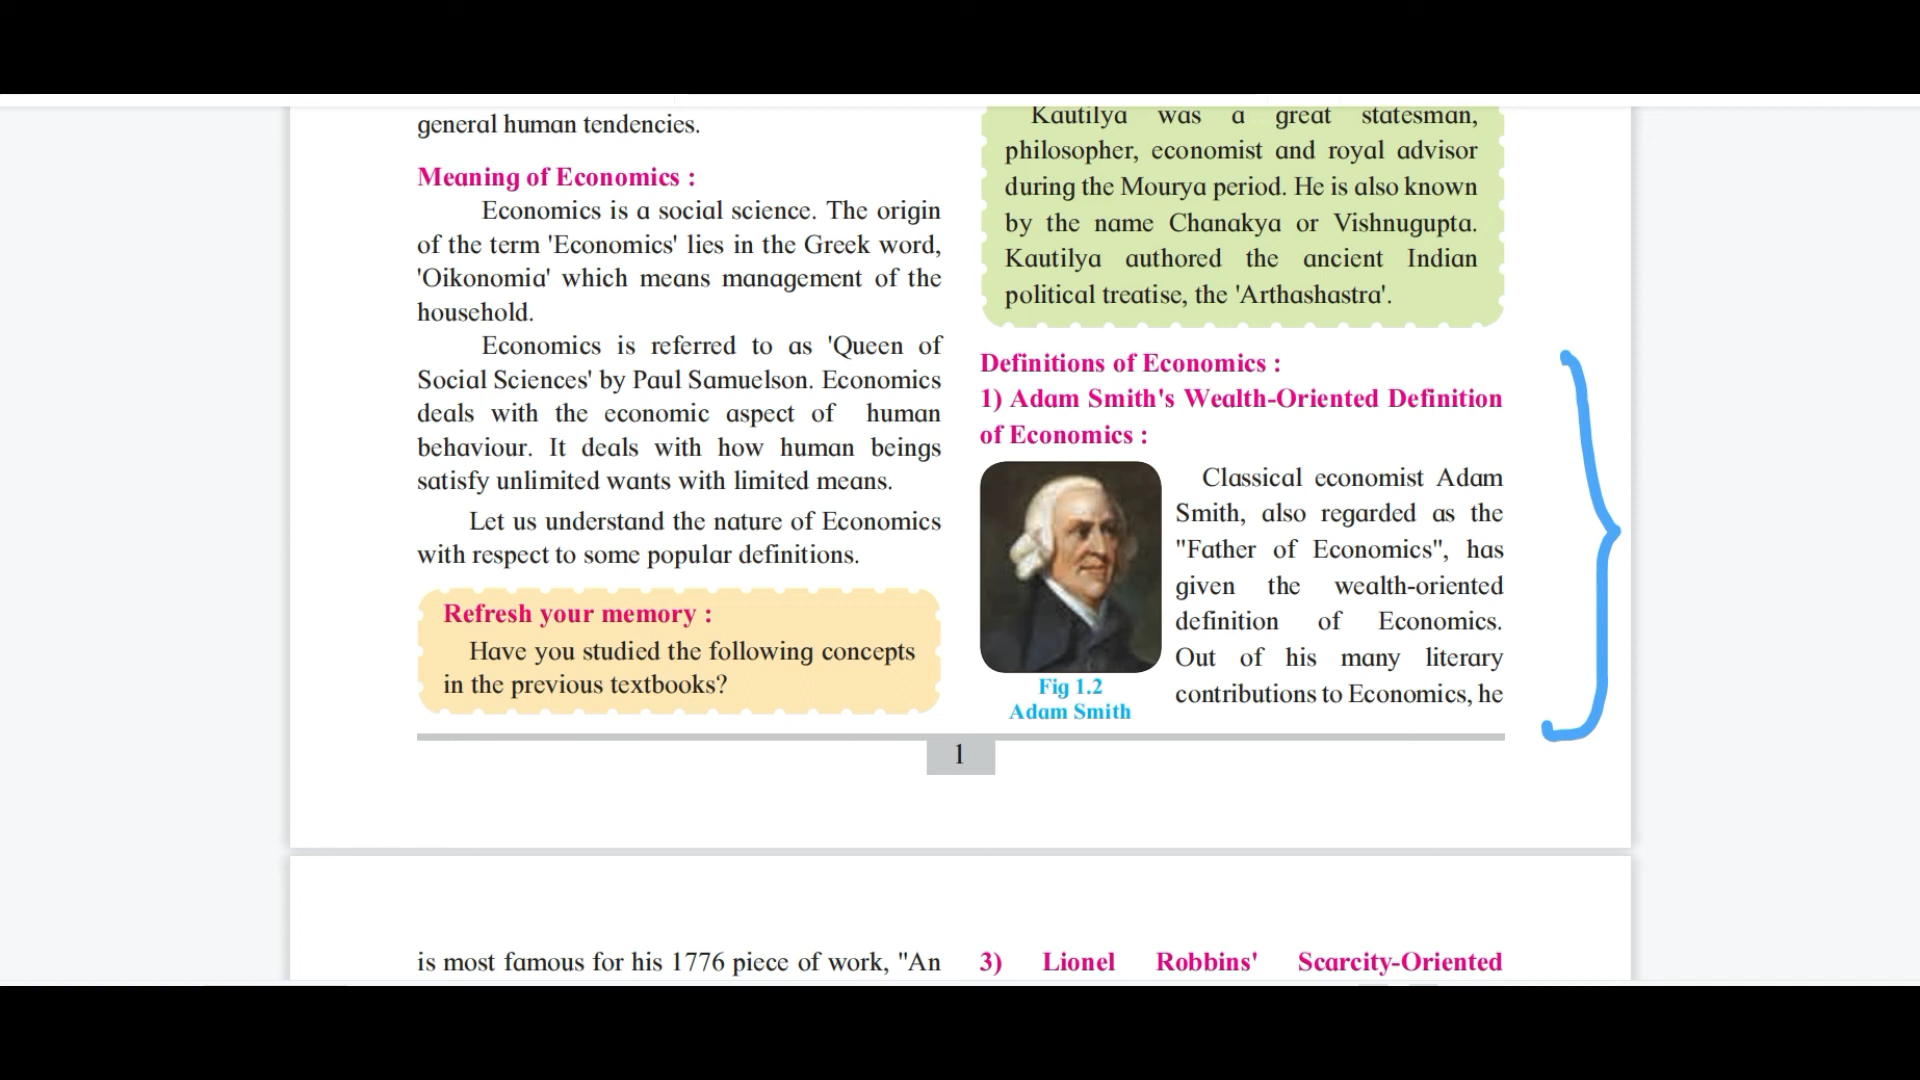 general human tendencies.
Meaning of Economics :
Economics is a social science. The origin
of the term 'Economics' lies in the Greek word,
'Oikonomia' which means management of the
household.
Economics is referred to as 'Queen of
Social Sciences' by Paul Samuelson. Economics
deals with the economic aspect of human
behaviour. It deals with how human beings
satisfy unlimited wants with limited means.
Let us understand the nature of Economics
with respect to some popular definitions.
Refresh your memory :
Have you studied the following concepts
in the previous textbooks?
Kautilya was a great statesman,
philosopher, economist and royal advisor
during the Mourya period. He is also known
by the name Chanakya or Vishnugupta.
Kautilya authored the ancient Indian
political treatise, the 'Arthashastra'.
Definitions of Economics :
1) Adam Smith's Wealth-Oriented Definition
of Economics :
Classical economist Adam
Smith, also regarded as the
"Father of Economics", has
given the wealth-oriented
definition of Economics.
Out of his many literary
contributions to Economics, he
Fig 1.2
Adam Smith
1
is most famous for his 1776 piece of work, "An
3) Lionel Robbins' Scarcity-Oriented